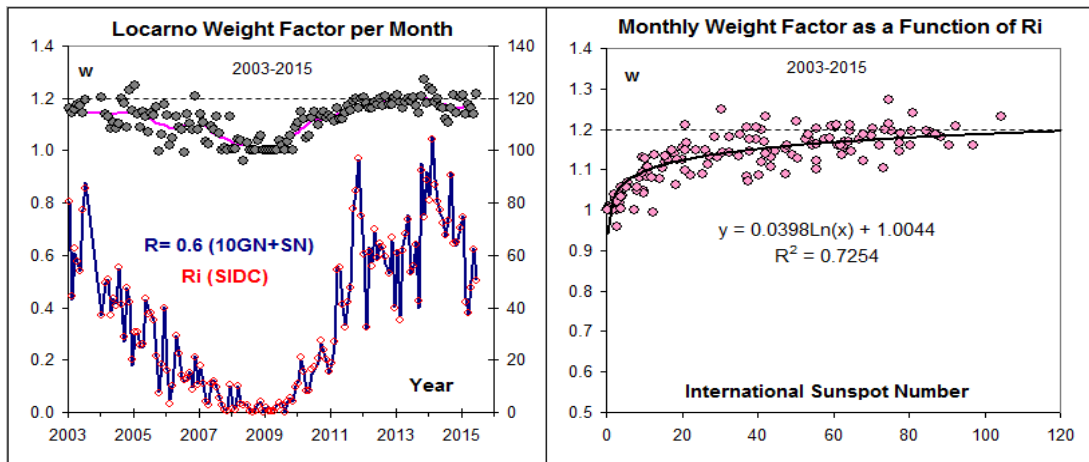 Locarno Weight Factor per Month
1.4
1.2
1.0
0.8
0.6
0.4
0.2
0.0
w
2003-2015
R= 0.6 (10GN+SN)
Ri (SIDC)
Year
140
120
100
80
60
40
20
0
2003 2005 2007 2009 2011 2013 2015
Monthly Weight Factor as a Function of Ri
1.4
1.3
1.2
1.1
1
0.9
0.8
0.7
0.6
0.5
w
2003-2015
y = 0.0398Ln(x) + 1.0044
R² = 0.7254
International Sunspot Number
0 20 40 60 80 100 120